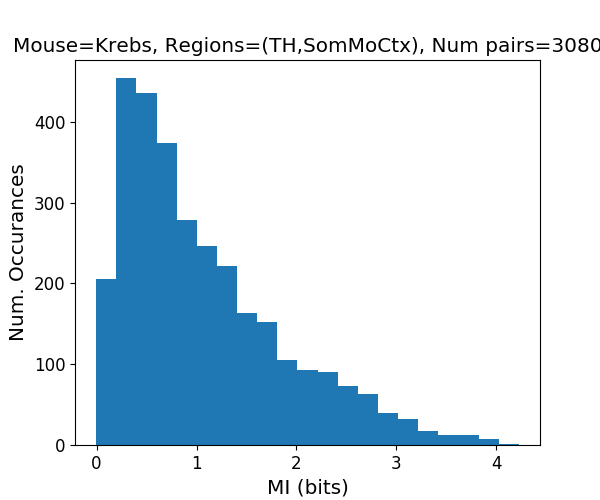 Mouse=Krebs, Regions=(TH,SomMoCtx), Num pairs=3080
Num. Occurances
400
300
200
100
0
0 1 2 3 4
MI (bits)